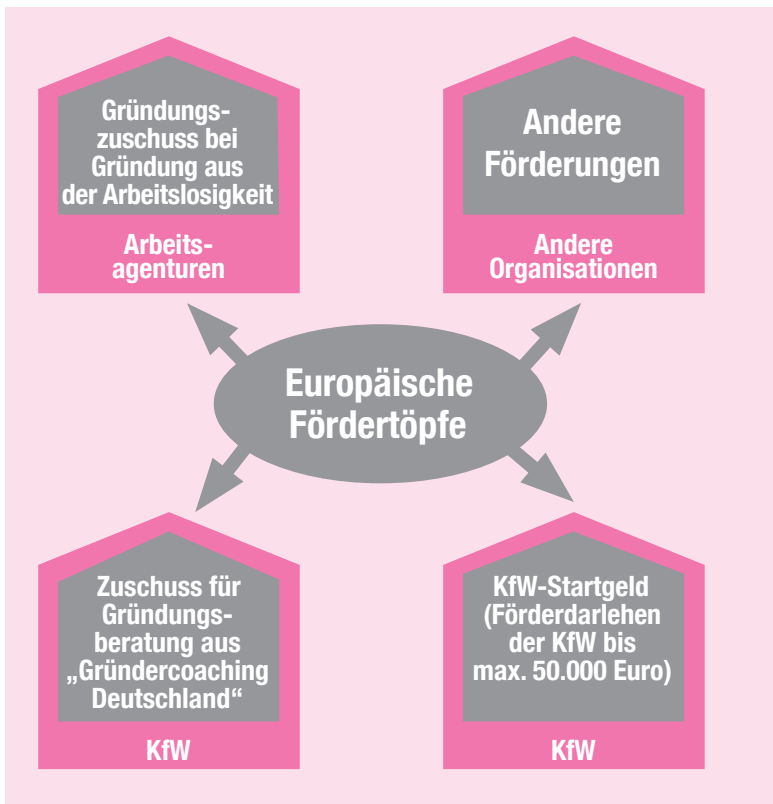 Gründungs-
zuschuss bei
Gründung aus
der Arbeitslosigkeit
Arbeits-
agenturen
Andere
Förderungen
Andere
Organisationen
Europäische
Fördertöpfe
Zuschuss für
Gründungs-
beratung aus
„Gründercoaching
Deutschland“
KfW
KfW-Startgeld
(Förderdarlehen
der KfW bis
max. 50.000 Euro)
KfW